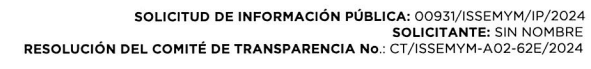 SOLICITUD DE INFORMACIÓN PÚBLICA: 00931/ISSEMYM/IP/2024
SOLICITANTE: SIN NOMBRE
RESOLUCIÓN DEL COMITÉ DE TRANSPARENCIA No.: CT/ISSEMYM-A02-62E/2024